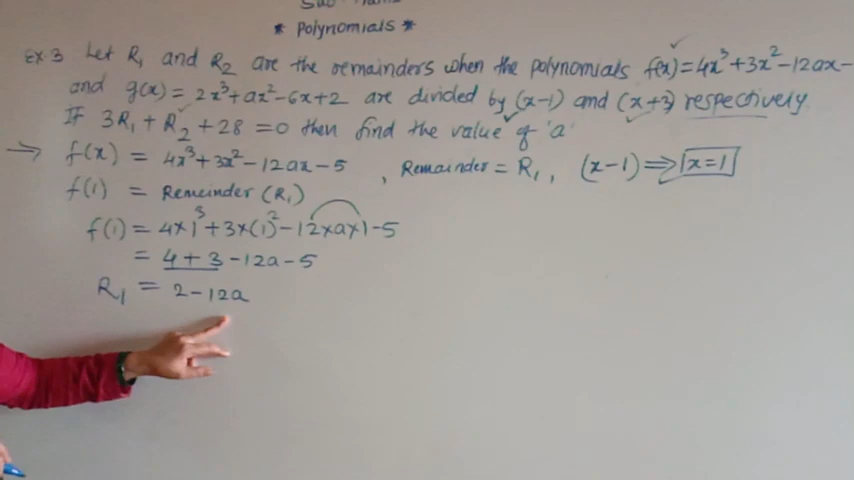 * Polynomials *
Ex.3 Let R₁ and R₂ are the remainders when the polynomials f(x) = 4x³+3x²-12ax-
and g(x) = 2x³+ax²-6x+2 are divided by (x-1) and (x+3) respectively.
If 3R₁+R₂+28 = 0 then find the value of 'a'
→ f(x) = 4x³+3x²-12ax-5 , Remainder = R₁, (x-1) ⇒ x=1
f(1) = Remainder (R₁)
f(1) = 4×1³+3×(1)²-12×a×1-5
= 4+3-12a-5
R₁ = 2-12a